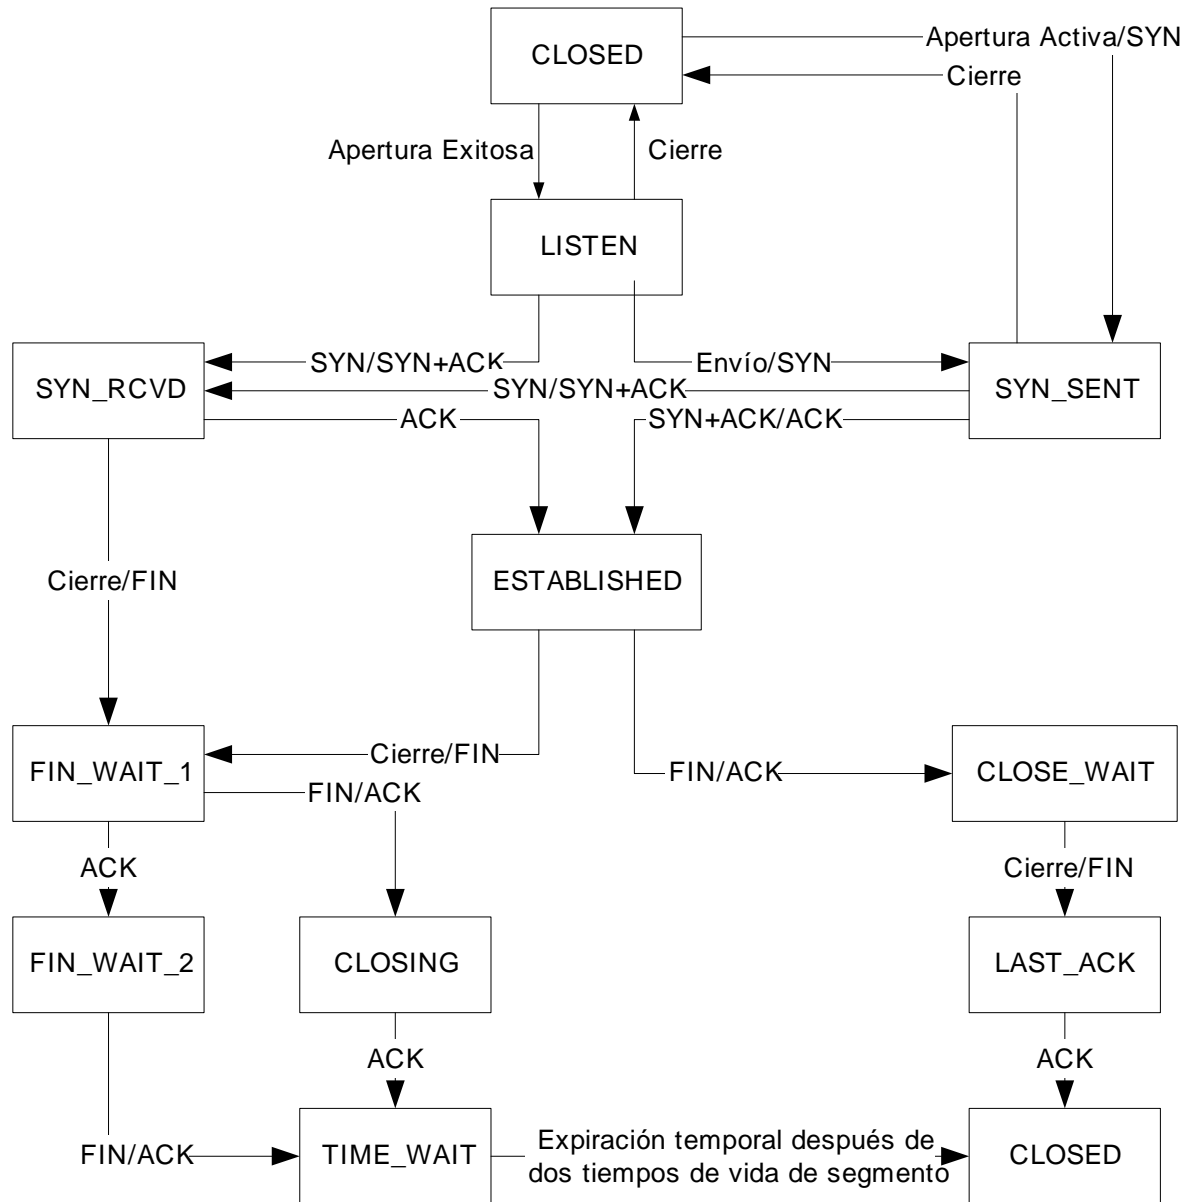 Apertura Activa/SYN
CLOSED
Cierre
Apertura Exitosa
Cierre
LISTEN
SYN/SYN+ACK
Envío/SYN
SYN_RCVD
SYN/SYN+ACK
SYN_SENT
ACK
SYN+ACK/ACK
Cierre/FIN
ESTABLISHED
Cierre/FIN
FIN_WAIT_1
FIN/ACK
FIN/ACK
CLOSE_WAIT
ACK
Cierre/FIN
FIN_WAIT_2
CLOSING
LAST_ACK
ACK
ACK
FIN/ACK
TIME_WAIT
Expiración temporal después de
dos tiempos de vida de segmento
CLOSED